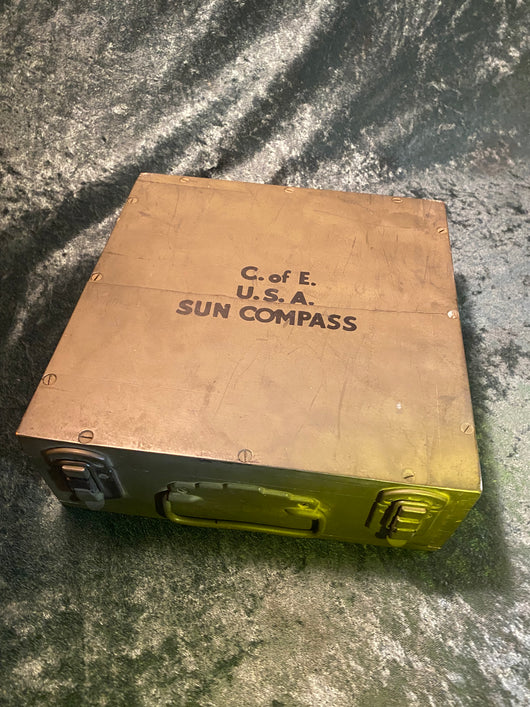 C. of E.
U. S. A.
SUN COMPASS